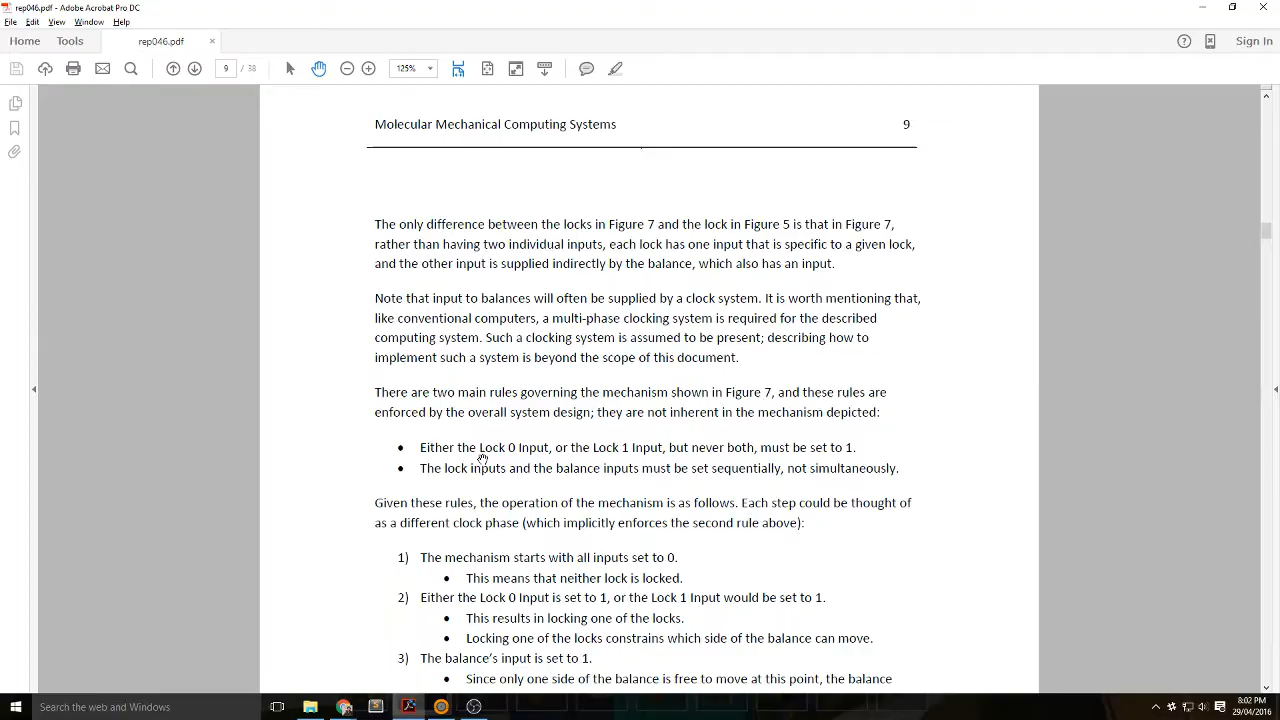 rep046.pdf - Adobe Acrobat Pro DC
File Edit View Window Help
Home Tools rep046.pdf × Sign In
9 / 38 125%
Molecular Mechanical Computing Systems 9
The only difference between the locks in Figure 7 and the lock in Figure 5 is that in Figure 7,
rather than having two individual inputs, each lock has one input that is specific to a given lock,
and the other input is supplied indirectly by the balance, which also has an input.
Note that input to balances will often be supplied by a clock system. It is worth mentioning that,
like conventional computers, a multi-phase clocking system is required for the described
computing system. Such a clocking system is assumed to be present; describing how to
implement such a system is beyond the scope of this document.
There are two main rules governing the mechanism shown in Figure 7, and these rules are
enforced by the overall system design; they are not inherent in the mechanism depicted:
• Either the Lock 0 Input, or the Lock 1 Input, but never both, must be set to 1.
• The lock inputs and the balance inputs must be set sequentially, not simultaneously.
Given these rules, the operation of the mechanism is as follows. Each step could be thought of
as a different clock phase (which implicitly enforces the second rule above):
1) The mechanism starts with all inputs set to 0.
• This means that neither lock is locked.
2) Either the Lock 0 Input is set to 1, or the Lock 1 Input would be set to 1.
• This results in locking one of the locks.
• Locking one of the locks constrains which side of the balance can move.
3) The balance's input is set to 1.
• Since only one side of the balance is free to move at this point, the balance
Search the web and Windows
8:02 PM
29/04/2016